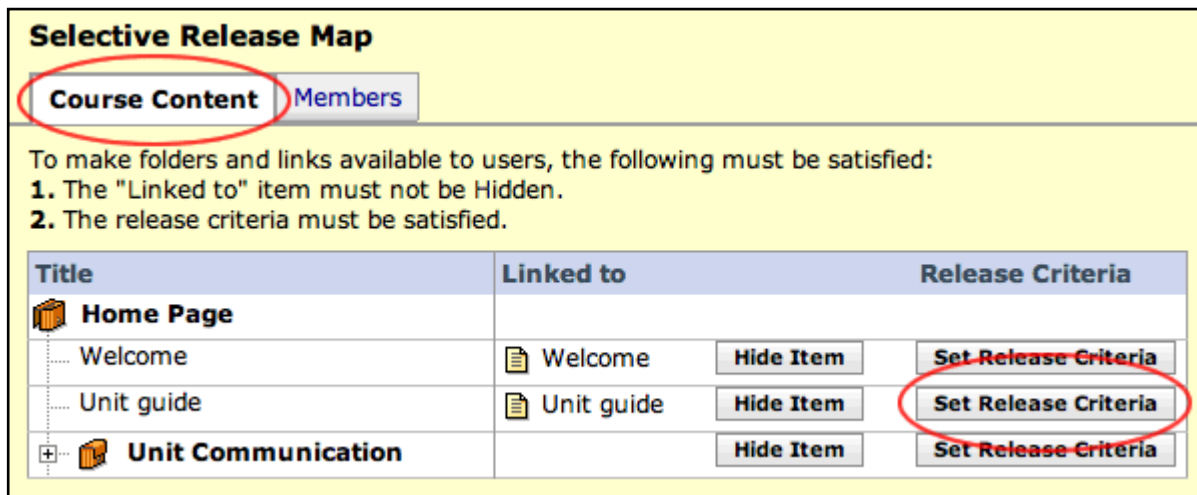 Selective Release Map
Course Content Members
To make folders and links available to users, the following must be satisfied:
1. The "Linked to" item must not be Hidden.
2. The release criteria must be satisfied.
Title Linked to Release Criteria
Home Page
Welcome Welcome Hide Item Set Release Criteria
Unit guide Unit guide Hide Item Set Release Criteria
Unit Communication Hide Item Set Release Criteria